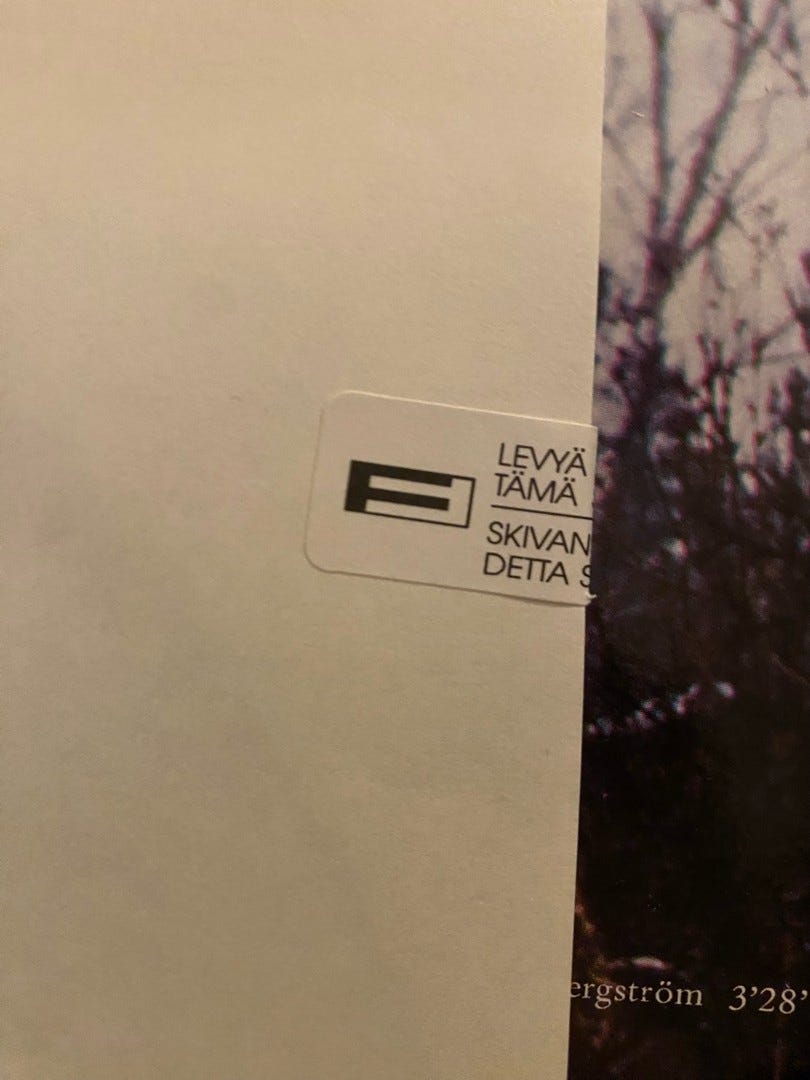 LEVYÄ
TÄMÄ
SKIVAN
DETTA S
ergström 3'28'